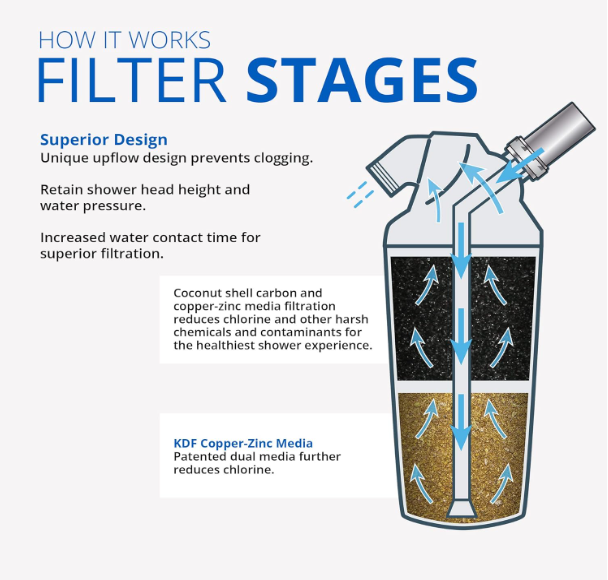 HOW IT WORKS
FILTER STAGES
Superior Design
Unique upflow design prevents clogging.
Retain shower head height and
water pressure.
Increased water contact time for
superior filtration.
Coconut shell carbon and
copper-zinc media filtration
reduces chlorine and other harsh
chemicals and contaminants for
the healthiest shower experience.
KDF Copper-Zinc Media
Patented dual media further
reduces chlorine.